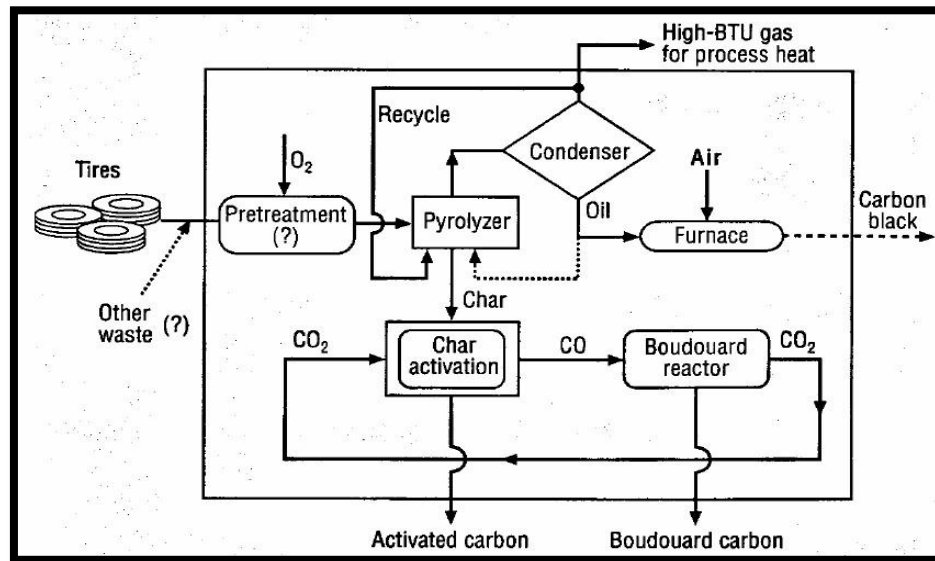 High-BTU gas
for process heat
Recycle
Condenser
O2
Tires
Air
Pretreatment
(?)
Pyrolyzer
Oil
Furnace
Carbon
black
Other
waste (?)
Char
CO2
Char
activation
CO
Boudouard
reactor
CO2
Activated carbon
Boudouard carbon